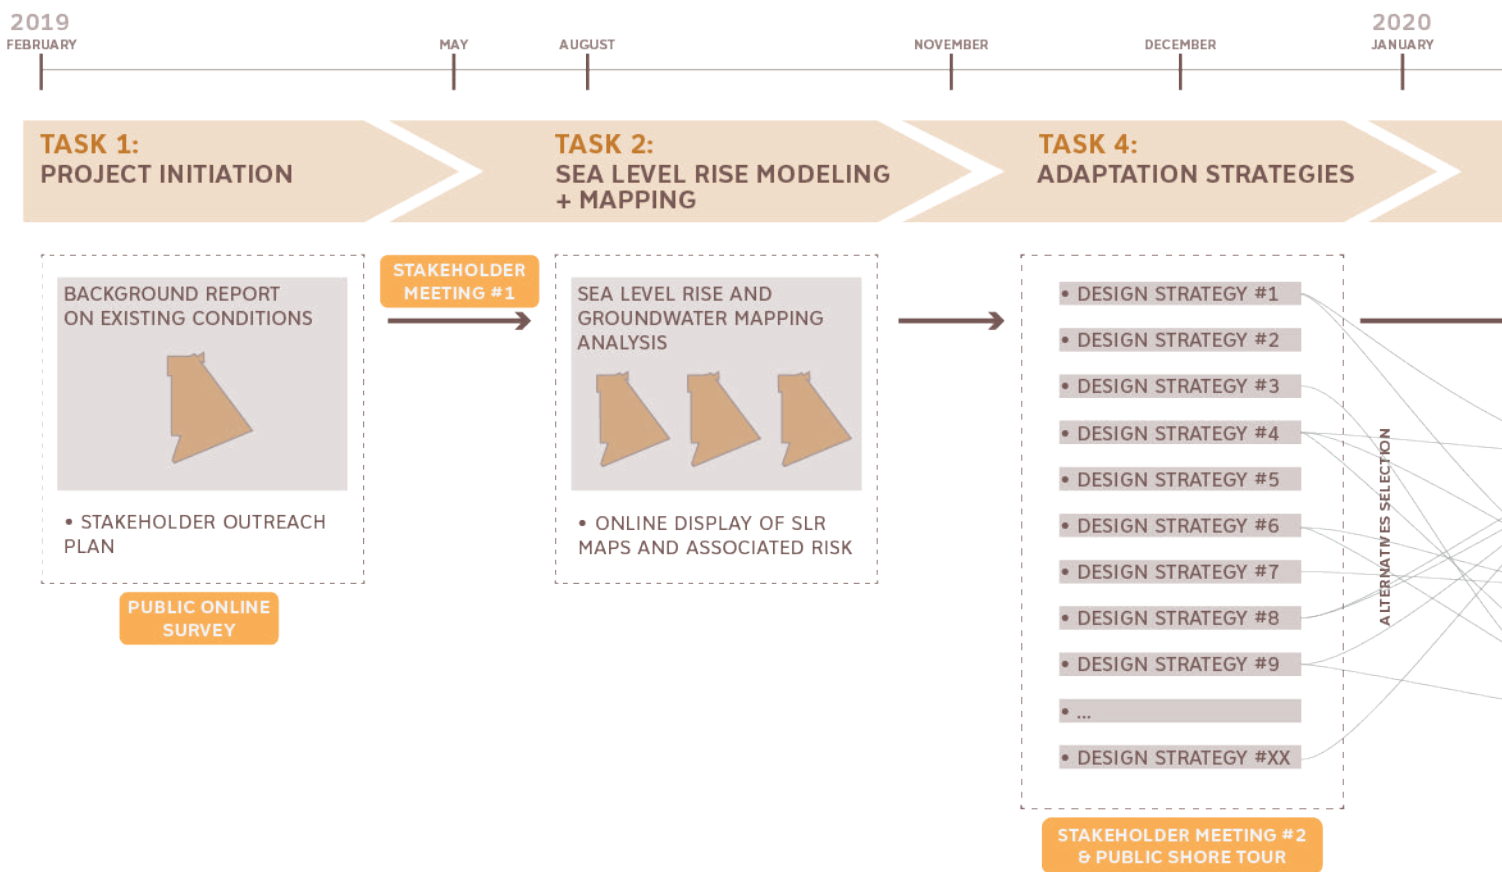 2019
FEBRUARY
MAY
AUGUST
NOVEMBER
DECEMBER
2020
JANUARY
TASK 1:
PROJECT INITIATION
TASK 2:
SEA LEVEL RISE MODELING
+ MAPPING
TASK 4:
ADAPTATION STRATEGIES
BACKGROUND REPORT
ON EXISTING CONDITIONS
• STAKEHOLDER OUTREACH
PLAN
PUBLIC ONLINE
SURVEY
STAKEHOLDER
MEETING #1
SEA LEVEL RISE AND
GROUNDWATER MAPPING
ANALYSIS
• ONLINE DISPLAY OF SLR
MAPS AND ASSOCIATED RISK
• DESIGN STRATEGY #1
• DESIGN STRATEGY #2
• DESIGN STRATEGY #3
• DESIGN STRATEGY #4
• DESIGN STRATEGY #5
• DESIGN STRATEGY #6
• DESIGN STRATEGY #7
• DESIGN STRATEGY #8
• DESIGN STRATEGY #9
• ...
• DESIGN STRATEGY #XX
ALTERNATIVES SELECTION
STAKEHOLDER MEETING #2
& PUBLIC SHORE TOUR